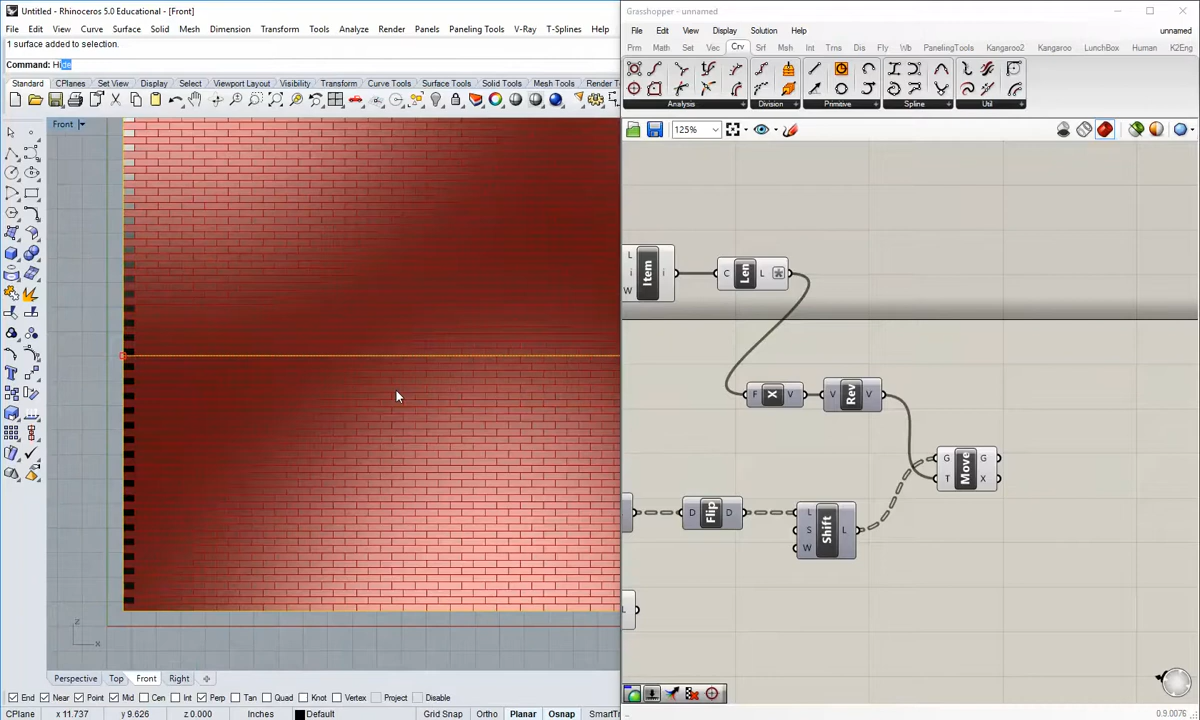 Untitled - Rhinoceros 5.0 Educational - [Front]
File Edit View Curve Surface Solid Mesh Dimension Transform Tools Analyze Render Panels V-Ray T-Splines Help
1 surface added to selection.
Command: Hide
Standard CPlanes Set View Display Select Viewport Layout Visibility Transform Curve Tools Surface Tools Solid Tools Mesh Tools Render To
Front
z
x
Perspective Top Front Right
End Near Point Mid Cen Int Perp Tan Quad Knot Vertex Project Disable
CPlane x 11.737 y 9.626 z 0.000 Inches Default Grid Snap Ortho Planar Osnap SmartTr
Grasshopper - unnamed
File Edit View Display Solution Help unnamed
Prm Math Set Vec Crv Srf Msh Int Trns Dis Fly Wb PanelingTools Kangaroo2 Kangaroo LunchBox Human K2Eng
Analysis Division Primitive Spline Util
125%
L
i
W
Item
i
C
Len
L
F
X
V
V
Rev
V
G
T
Move
G
X
D
Flip
D
L
S
W
Shift
L
L
0.9.0076